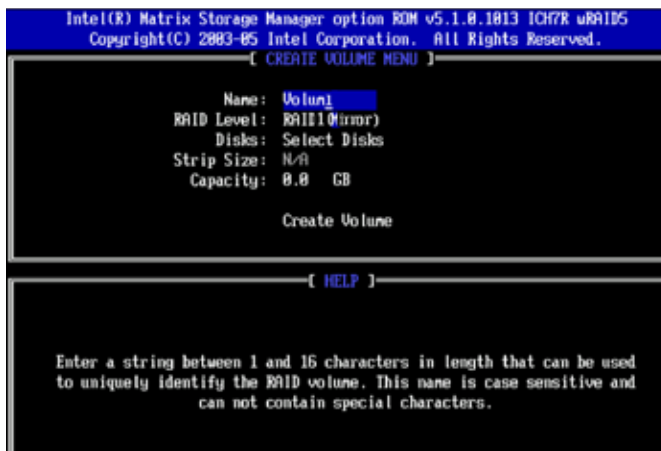 Intel(R) Matrix Storage Manager option ROM v5.1.0.1013 ICH7R wRAID5
Copyright(C) 2003-05 Intel Corporation. All Rights Reserved.
[ CREATE VOLUME MENU ]
Name: Volum1
RAID Level: RAID1(Mirror)
Disks: Select Disks
Strip Size: N/A
Capacity: 0.0 GB
Create Volume
[ HELP ]
Enter a string between 1 and 16 characters in length that can be used
to uniquely identify the RAID volume. This name is case sensitive and
can not contain special characters.